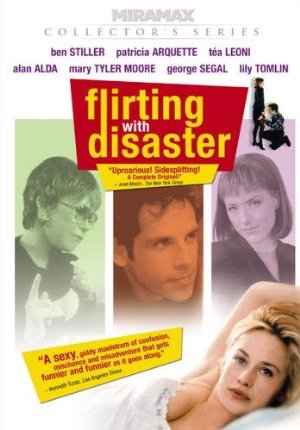 MIRAMAX
COLLECTOR'S SERIES
ben STILLER patricia ARQUETTE téa LEONI
alan ALDA mary TYLER MOORE george SEGAL lily TOMLIN
flirting
with
disaster
"Uproarious! Sidesplitting!
A Complete Original!"
- Janet Maslin, The New York Times
"A sexy, giddy maelstrom of confusion,
mischance and misadventure that gets
funnier and funnier as it goes along."
- Kenneth Turan, Los Angeles Times